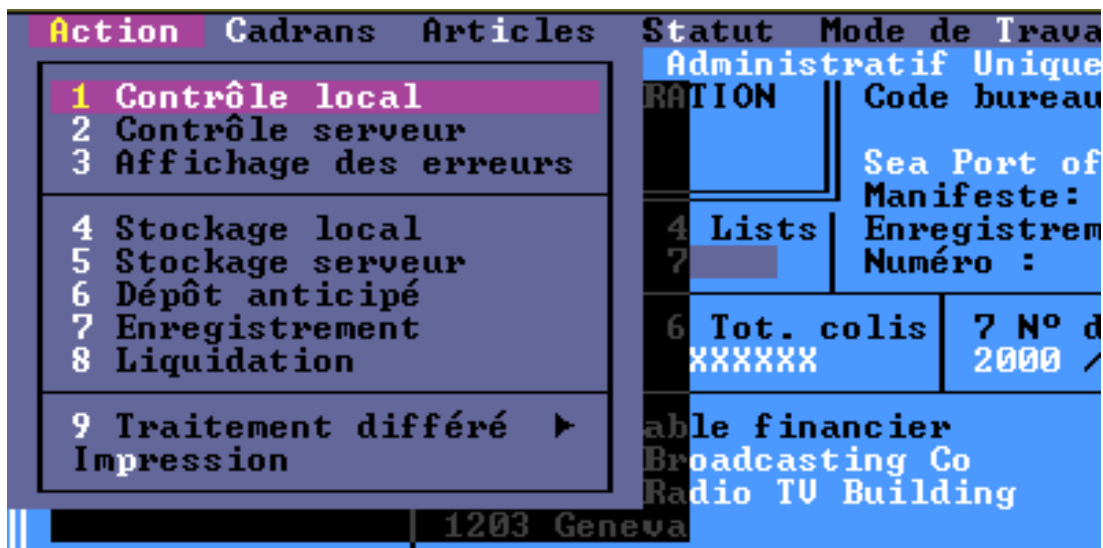 Action Cadrans Articles Statut Mode de Trava
Administratif Unique
1 Contrôle local
2 Contrôle serveur
3 Affichage des erreurs
4 Stockage local
5 Stockage serveur
6 Dépôt anticipé
7 Enregistrement
8 Liquidation
9 Traitement différé
Impression
RATION
Code bureau
Sea Port of
Manifeste:
4 Lists
Enregistrem
7
Numéro :
6 Tot. colis
7 Nº d
XXXXXX
2000 /
able financier
Broadcasting Co
Radio TV Building
1203 Geneva